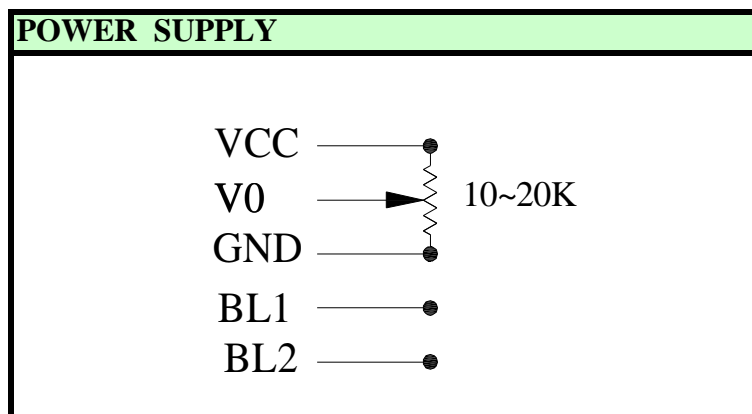 POWER SUPPLY
VCC
V0 10~20K
GND
BL1
BL2